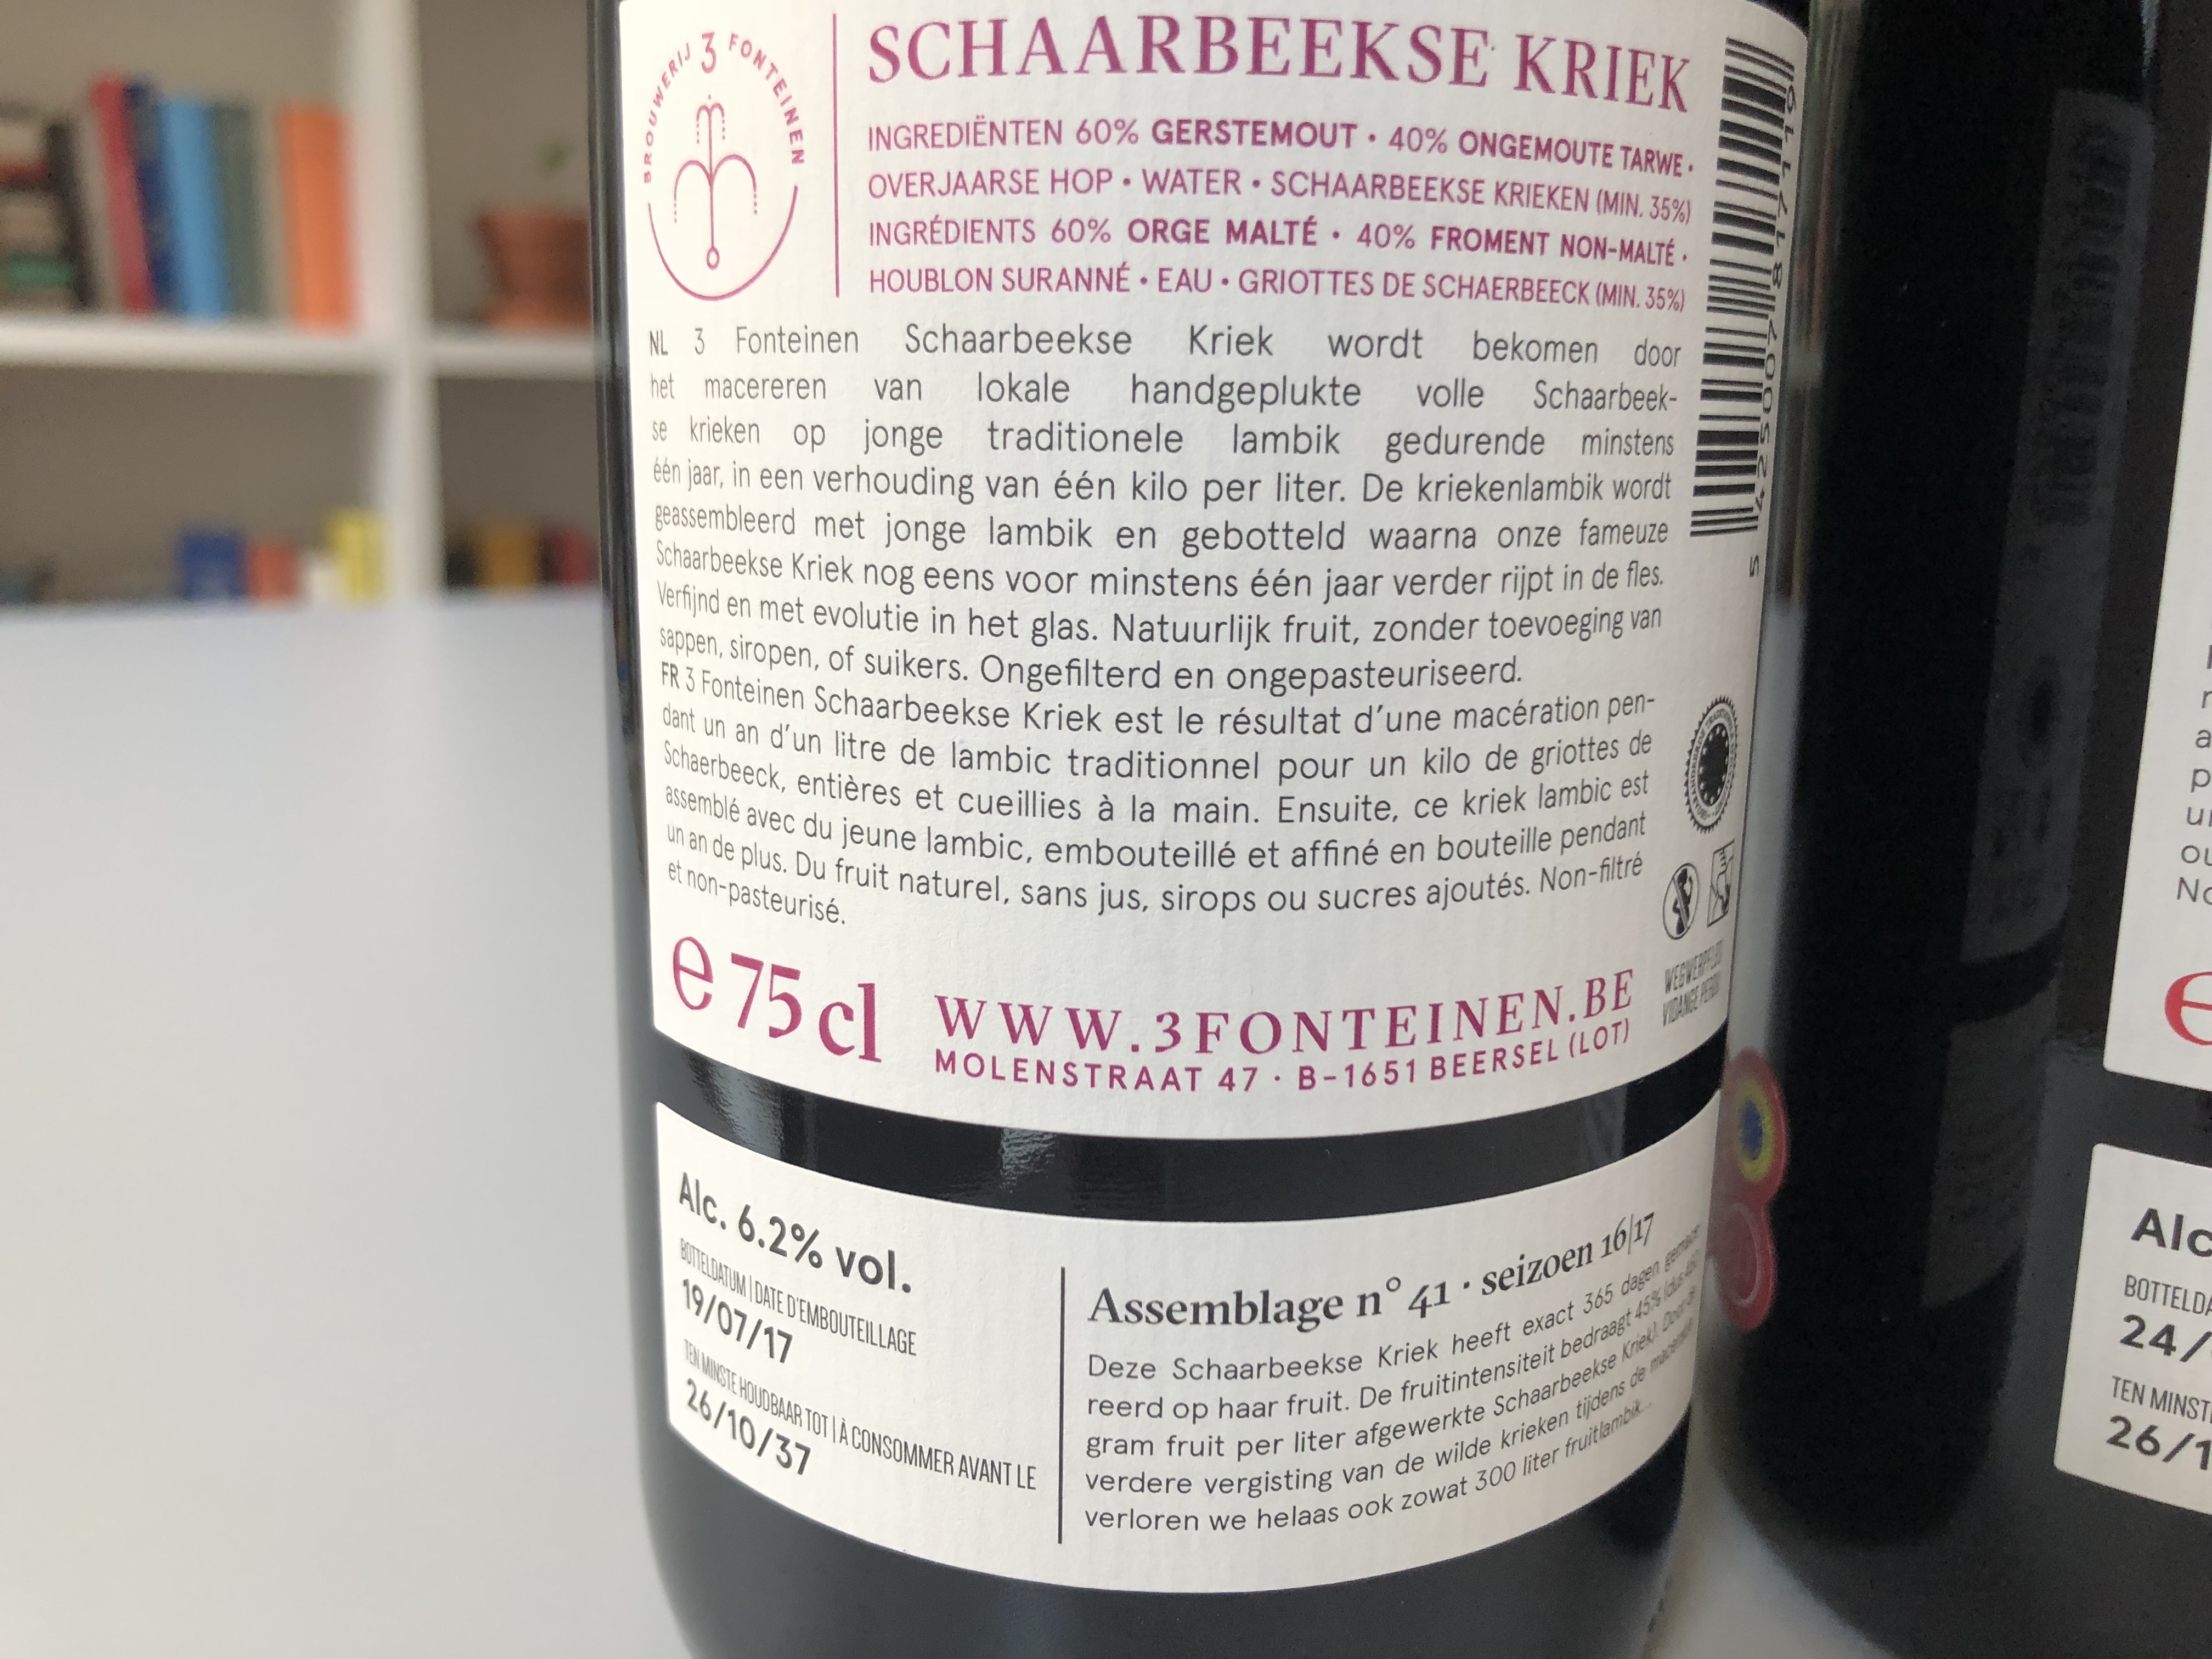 BROUWERIJ 3 FONTEINEN
SCHAARBEEKSE KRIEK
INGREDIËNTEN 60% GERSTEMOUT • 40% ONGEMOUTE TARWE •
OVERJAARSE HOP • WATER • SCHAARBEEKSE KRIEKEN (MIN. 35%)
INGRÉDIENTS 60% ORGE MALTÉ • 40% FROMENT NON-MALTÉ •
HOUBLON SURANNÉ • EAU • GRIOTTES DE SCHAERBEECK (MIN. 35%)
NL 3 Fonteinen Schaarbeekse Kriek wordt bekomen door
het macereren van lokale handgeplukte volle Schaarbeek-
se krieken op jonge traditionele lambik gedurende minstens
één jaar, in een verhouding van één kilo per liter. De kriekenlambik wordt
geassembleerd met jonge lambik en gebotteld waarna onze fameuze
Schaarbeekse Kriek nog eens voor minstens één jaar verder rijpt in de fles.
Verfijnd en met evolutie in het glas. Natuurlijk fruit, zonder toevoeging van
sappen, siropen, of suikers. Ongefilterd en ongepasteuriseerd.
FR 3 Fonteinen Schaarbeekse Kriek est le résultat d’une macération pen-
dant un an d’un litre de lambic traditionnel pour un kilo de griottes de
Schaerbeeck, entières et cueillies à la main. Ensuite, ce kriek lambic est
assemblé avec du jeune lambic, embouteillé et affiné en bouteille pendant
un an de plus. Du fruit naturel, sans jus, sirops ou sucres ajoutés. Non-filtré
et non-pasteurisé.
e 75 cl
WWW.3FONTEINEN.BE
MOLENSTRAAT 47 · B-1651 BEERSEL (LOT)
Alc. 6.2% vol.
BOTTELDATUM | DATE D'EMBOUTEILLAGE
19/07/17
TEN MINSTE HOUDBAAR TOT | À CONSOMMER AVANT LE
26/10/37
Assemblage n° 41 · seizoen 16|17
Deze Schaarbeekse Kriek heeft exact 365 dagen gemace-
reerd op haar fruit. De fruitintensiteit bedraagt 45%
gram fruit per liter afgewerkte Schaarbeekse Kriek). Door de
verdere vergisting van de wilde krieken tijdens de
verloren we helaas ook zowat 300 liter fruitlambik...
Alc
24/
TEN MINST
26/1